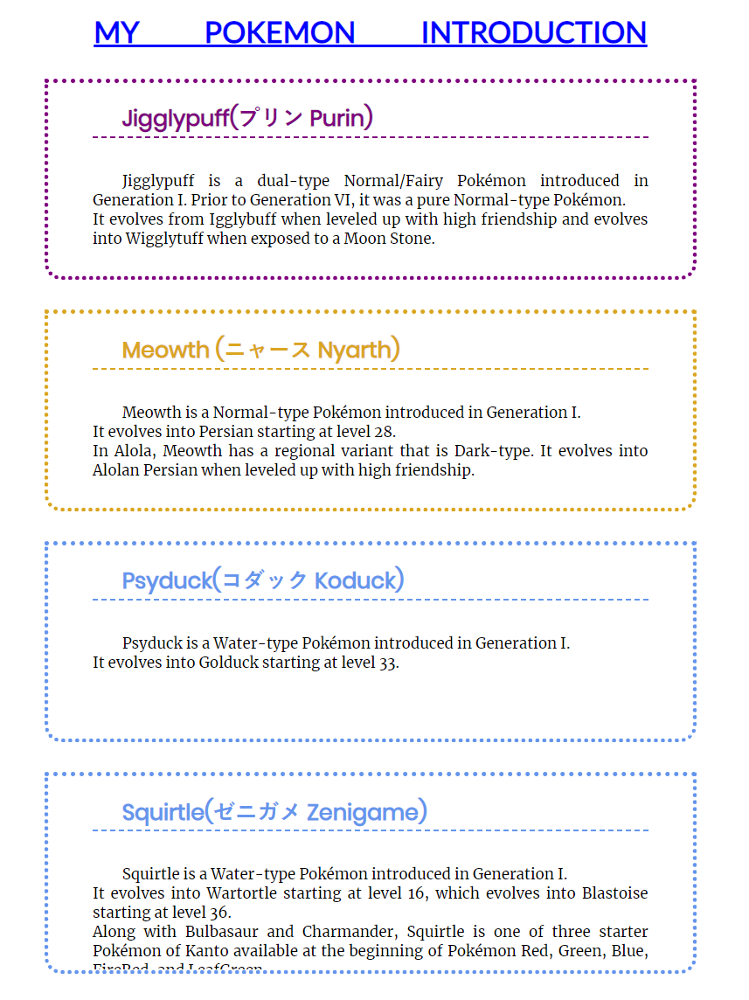 MY POKEMON INTRODUCTION
Jigglypuff(プリン Purin)
Jigglypuff is a dual-type Normal/Fairy Pokémon introduced in
Generation I. Prior to Generation VI, it was a pure Normal-type Pokémon.
It evolves from Igglybuff when leveled up with high friendship and evolves
into Wigglytuff when exposed to a Moon Stone.
Meowth (ニャース Nyarth)
Meowth is a Normal-type Pokémon introduced in Generation I.
It evolves into Persian starting at level 28.
In Alola, Meowth has a regional variant that is Dark-type. It evolves into
Alolan Persian when leveled up with high friendship.
Psyduck(コダック Koduck)
Psyduck is a Water-type Pokémon introduced in Generation I.
It evolves into Golduck starting at level 33.
Squirtle(ゼニガメ Zenigame)
Squirtle is a Water-type Pokémon introduced in Generation I.
It evolves into Wartortle starting at level 16, which evolves into Blastoise
starting at level 36.
Along with Bulbasaur and Charmander, Squirtle is one of three starter
Pokémon of Kanto available at the beginning of Pokémon Red, Green, Blue,
FireRed, and LeafGreen.